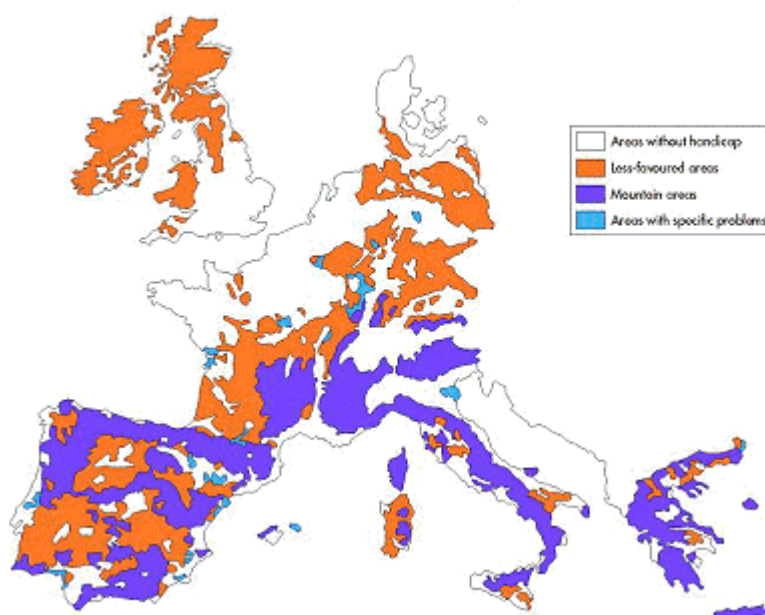 Areas without handicap
Less-favoured areas
Mountain areas
Areas with specific problems